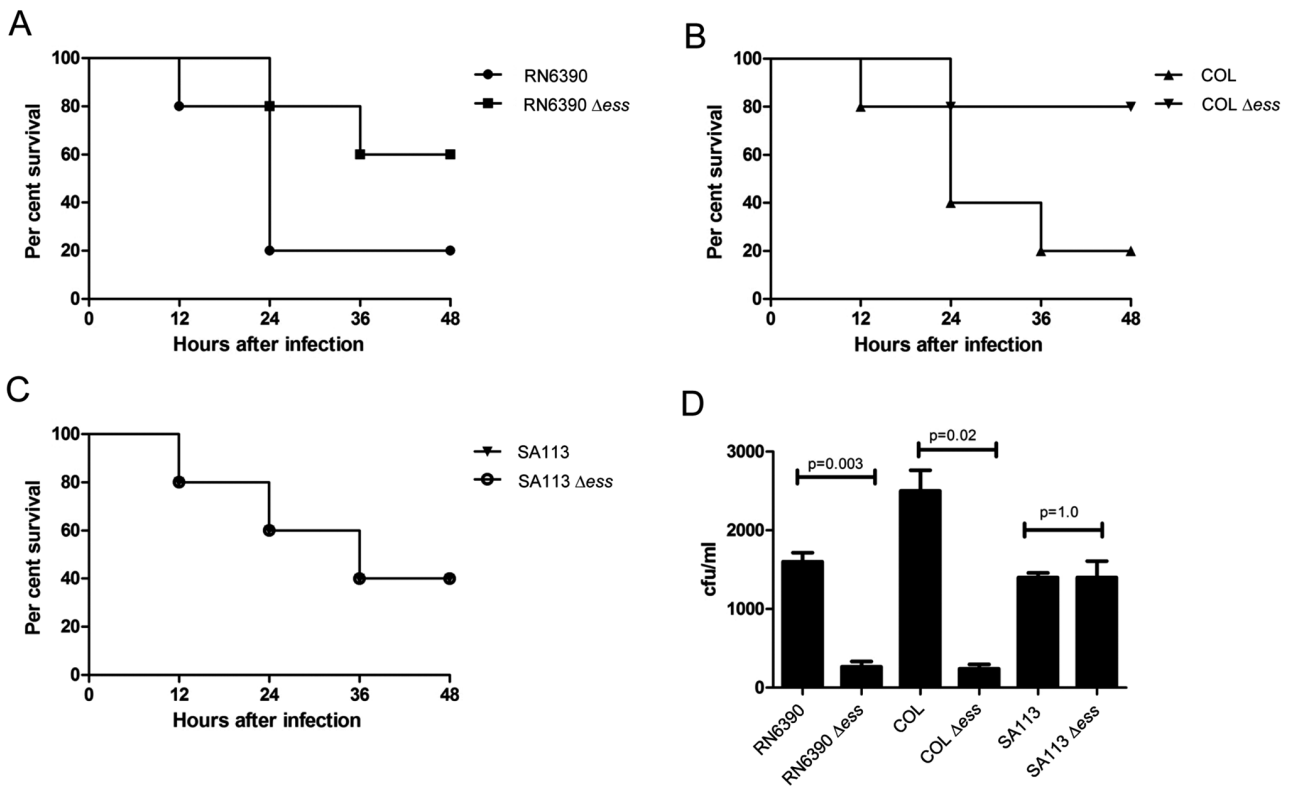 A
100
80
60
40
20
0
Per cent survival
0 12 24 36 48
Hours after infection
RN6390
RN6390 Δess
B
100
80
60
40
20
0
Per cent survival
0 12 24 36 48
Hours after infection
COL
COL Δess
C
100
80
60
40
20
0
Per cent survival
0 12 24 36 48
Hours after infection
SA113
SA113 Δess
D
3000
2000
1000
0
cfu/ml
p=0.003
p=0.02
p=1.0
RN6390
RN6390 Δess
COL
COL Δess
SA113
SA113 Δess